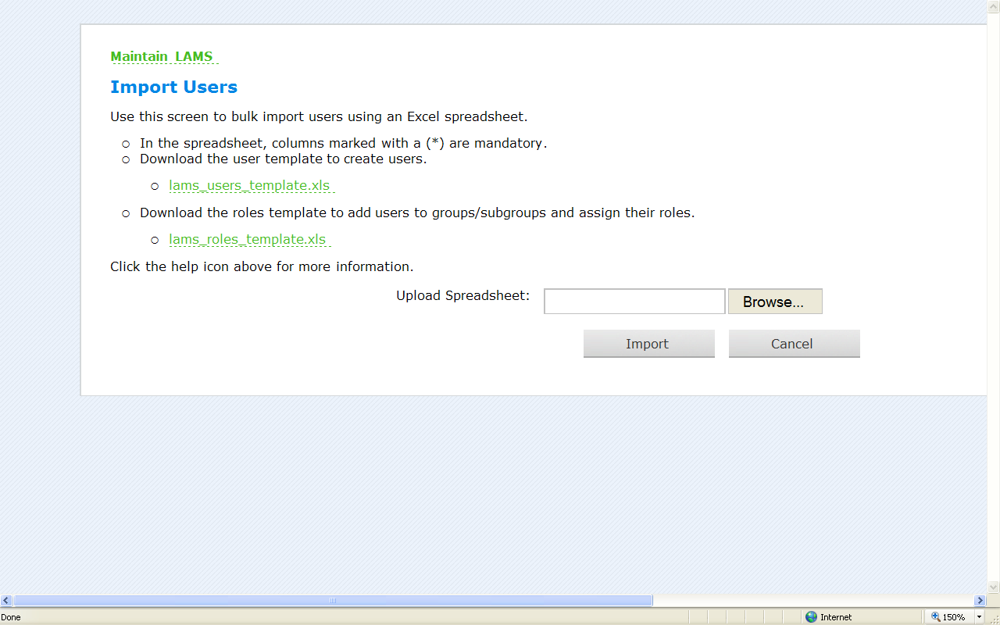 Maintain LAMS
Import Users
Use this screen to bulk import users using an Excel spreadsheet.
In the spreadsheet, columns marked with a (*) are mandatory.
Download the user template to create users.
lams_users_template.xls
Download the roles template to add users to groups/subgroups and assign their roles.
lams_roles_template.xls
Click the help icon above for more information.
Upload Spreadsheet: Browse...
Import Cancel
Done Internet 150%